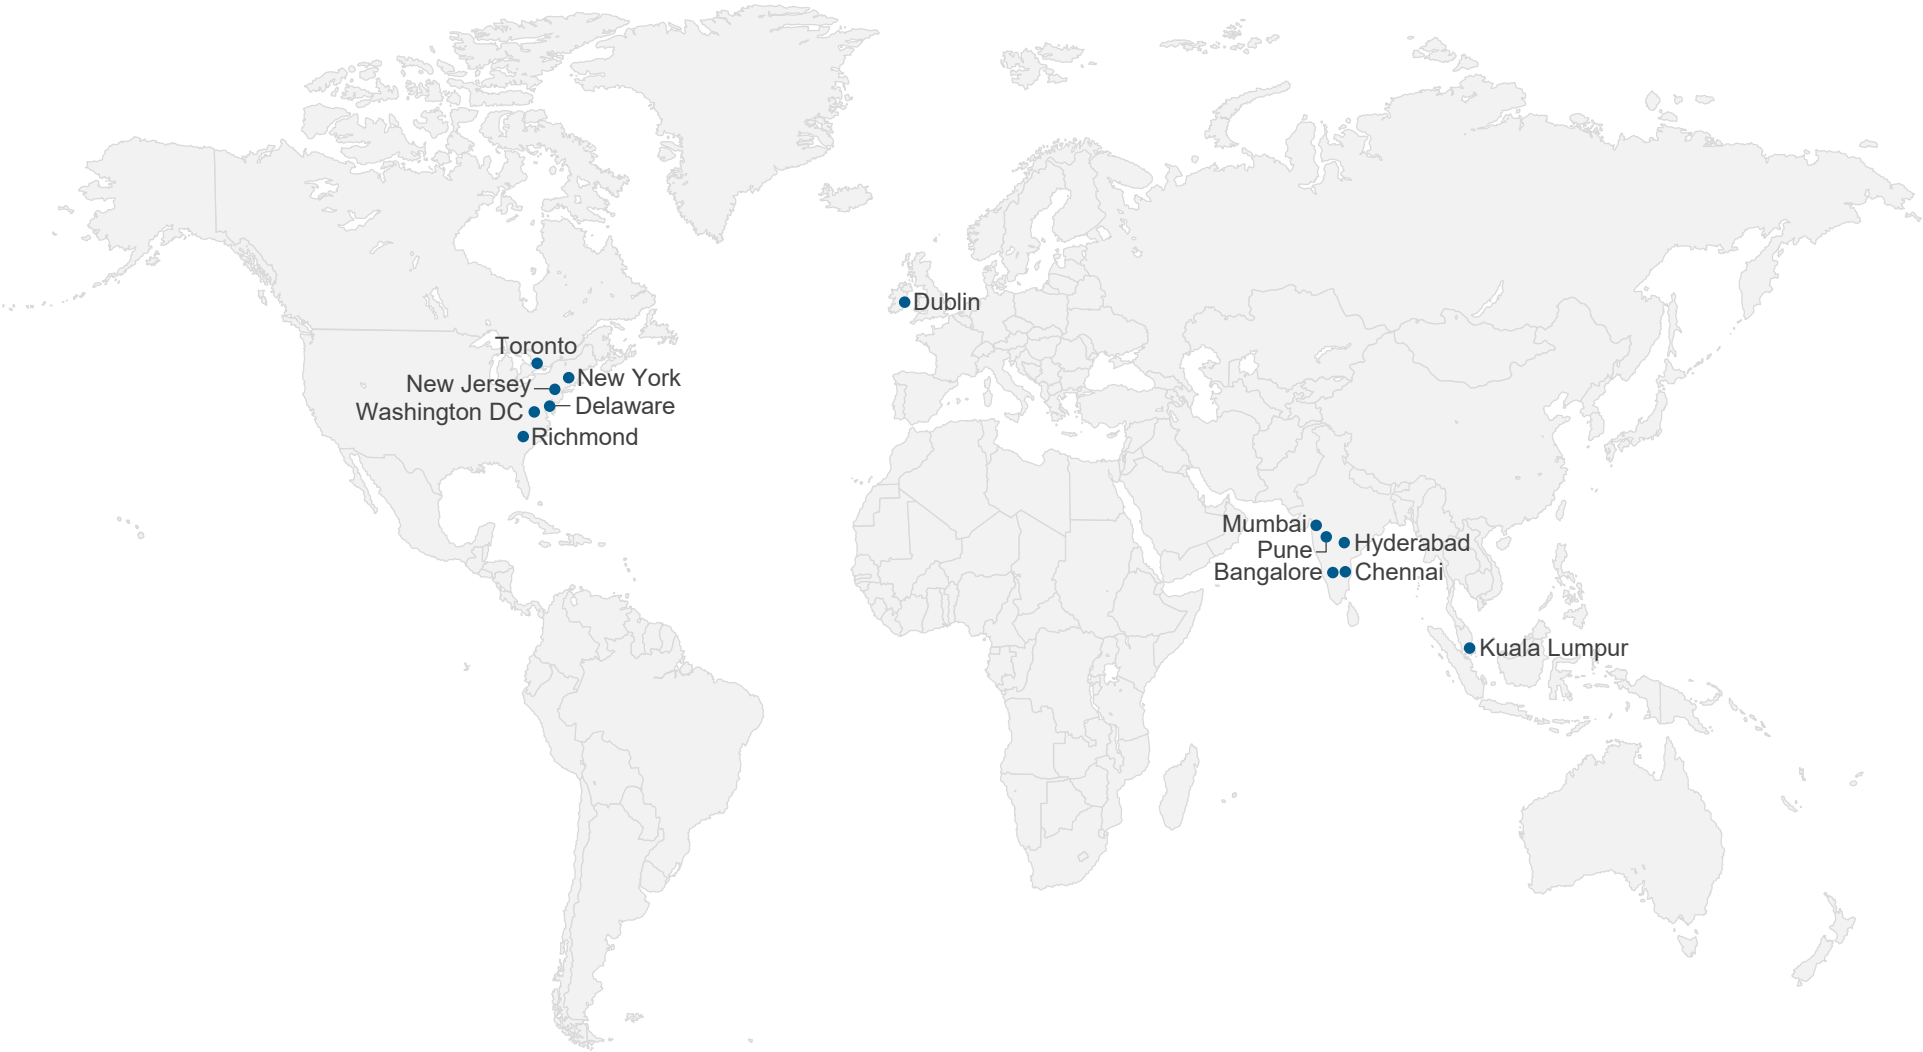 Dublin
Toronto
New Jersey
New York
Washington DC
Delaware
Richmond
Mumbai
Pune
Hyderabad
Bangalore
Chennai
Kuala Lumpur